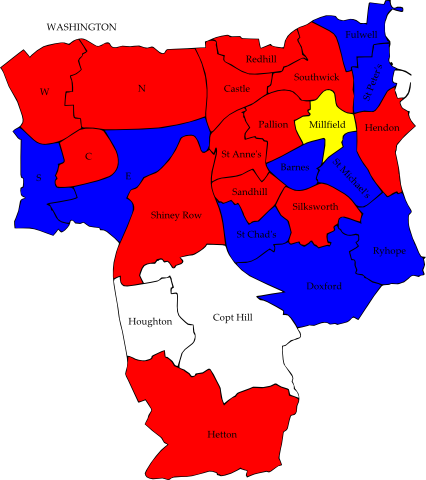 WASHINGTON
Fulwell
Redhill
St Peter's
Southwick
W
N
Castle
Pallion
Millfield
Hendon
St Anne's
C
Barnes
St Michael's
S
E
Sandhill
Silksworth
Shiney Row
St Chad's
Ryhope
Doxford
Houghton
Copt Hill
Hetton